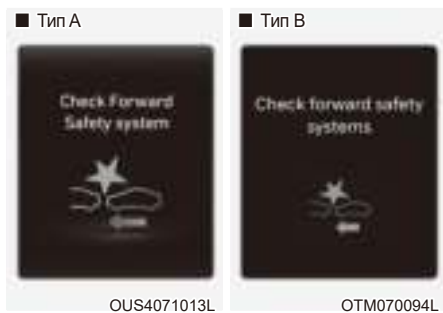 ■ Тип A
Check Forward
Safety system
OUS4071013L
■ Тип B
Check forward safety
systems
OTM070094L